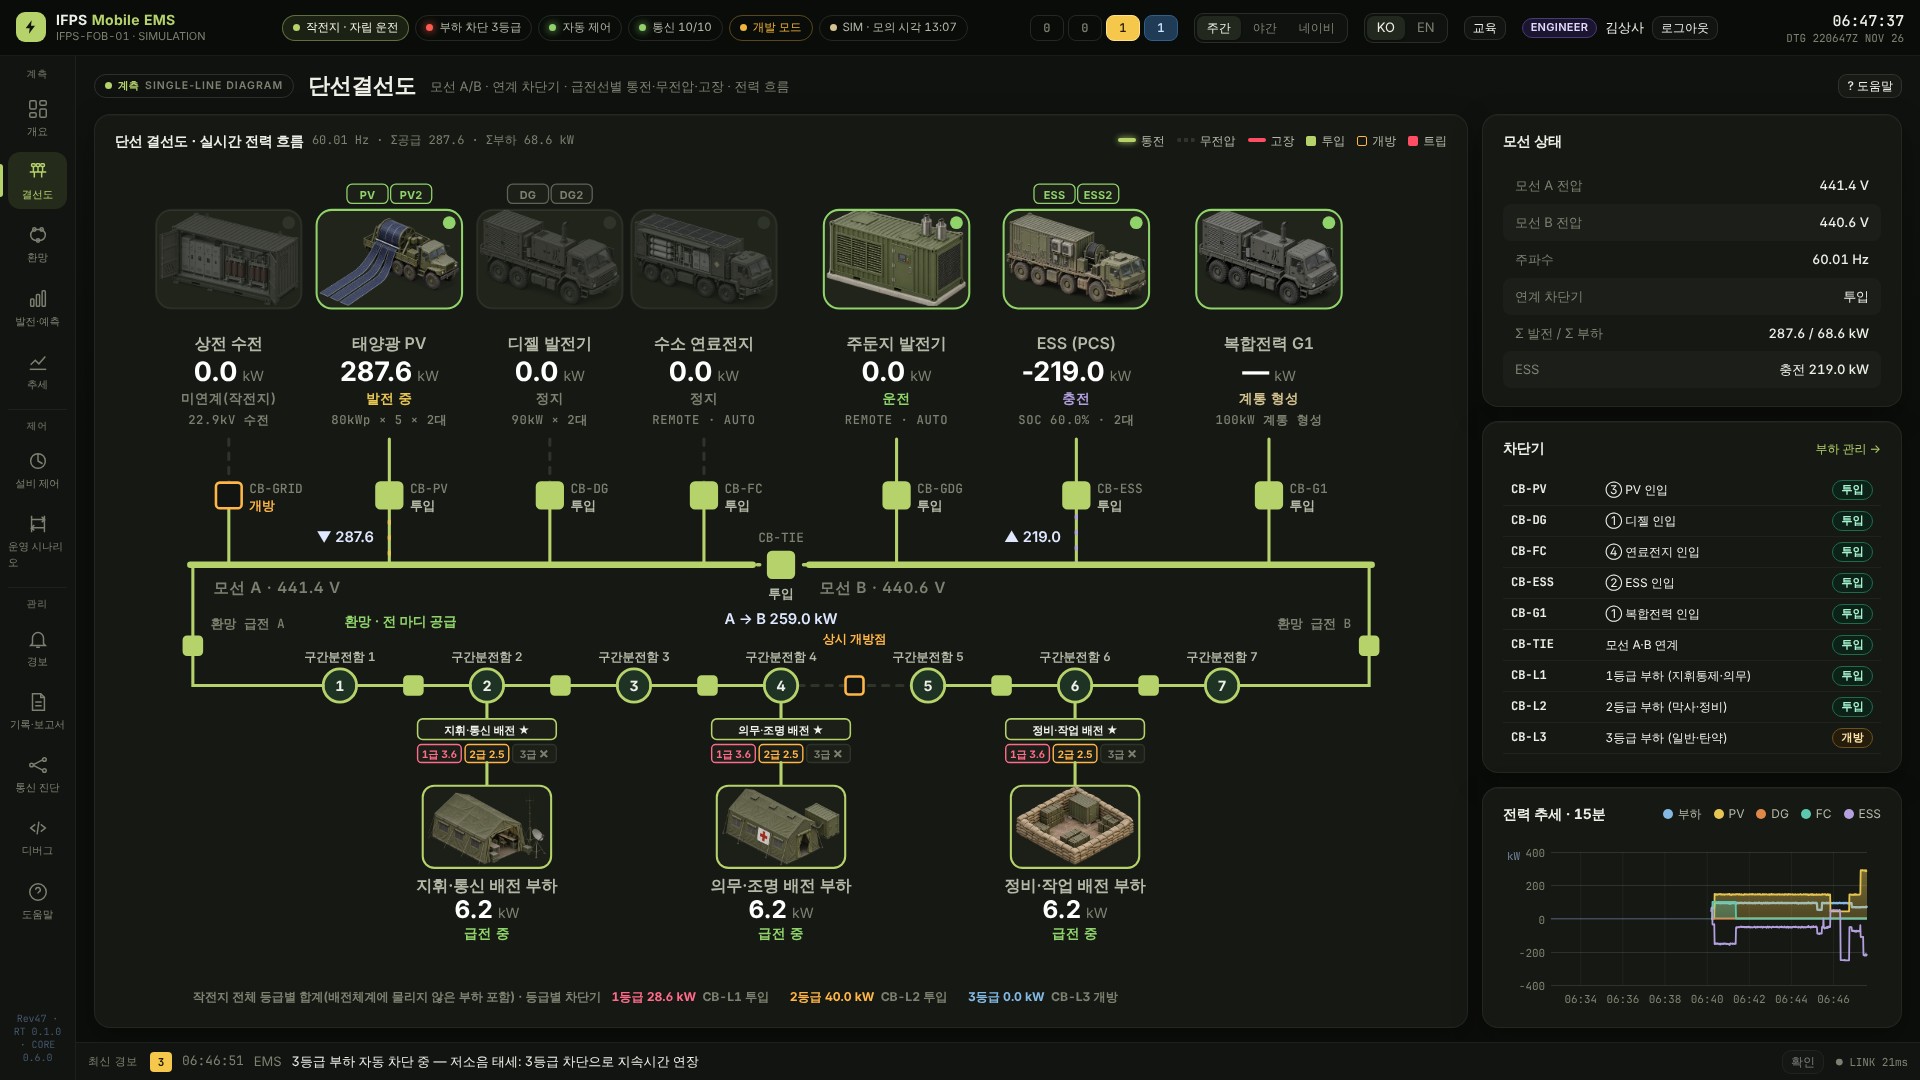 IFPS Mobile EMS
IFPS-FOB-01 · SIMULATION
작전지 · 자립 운전
부하 차단 3등급
자동 제어
통신 10/10
개발 모드
SIM · 모의 시각 13:07
0 0 1 1
주간 야간 네이비
KO EN
교육
ENGINEER 김상사 로그아웃
06:47:37
DTG 220647Z NOV 26
계측
개요
결선도
환망
발전·예측
추세
제어
설비 제어
운영 시나리
오
관리
경보
기록·보고서
통신 진단
디버그
도움말
Rev47 ·
RT 0.1.0
· CORE
0.6.0
계측 SINGLE-LINE DIAGRAM
단선결선도
모선 A/B · 연계 차단기 · 급전선별 통전·무전압·고장 · 전력 흐름
? 도움말
단선 결선도 · 실시간 전력 흐름 60.01 Hz · Σ공급 287.6 · Σ부하 68.6 kW
통전 무전압 고장 투입 개방 트립
PV PV2 DG DG2 ESS ESS2
상전 수전 태양광 PV 디젤 발전기 수소 연료전지 주둔지 발전기 ESS (PCS) 복합전력 G1
0.0 kW 287.6 kW 0.0 kW 0.0 kW 0.0 kW -219.0 kW — kW
미연계(작전지) 발전 중 정지 정지 운전 충전 계통 형성
22.9kV 수전 80kWp × 5 × 2대 90kW × 2대 REMOTE · AUTO REMOTE · AUTO SOC 60.0% · 2대 100kW 계통 형성
CB-GRID CB-PV CB-DG CB-FC CB-GDG CB-ESS CB-G1
개방 투입 투입 투입 투입 투입 투입
▼ 287.6 CB-TIE ▲ 219.0
모선 A · 441.4 V 투입 모선 B · 440.6 V
환망 급전 A 환망 · 전 마디 공급 A → B 259.0 kW 환망 급전 B
상시 개방점
구간분전함 1 구간분전함 2 구간분전함 3 구간분전함 4 구간분전함 5 구간분전함 6 구간분전함 7
1 2 3 4 5 6 7
지휘·통신 배전 ★ 의무·조명 배전 ★ 정비·작업 배전 ★
1급 3.6 2급 2.5 3급 ✕ 1급 3.6 2급 2.5 3급 ✕ 1급 3.6 2급 2.5 3급 ✕
지휘·통신 배전 부하 의무·조명 배전 부하 정비·작업 배전 부하
6.2 kW 6.2 kW 6.2 kW
급전 중 급전 중 급전 중
작전지 전체 등급별 합계(배전체계에 물리지 않은 부하 포함) · 등급별 차단기 1등급 28.6 kW CB-L1 투입 2등급 40.0 kW CB-L2 투입 3등급 0.0 kW CB-L3 개방
모선 상태
모선 A 전압 441.4 V
모선 B 전압 440.6 V
주파수 60.01 Hz
연계 차단기 투입
Σ 발전 / Σ 부하 287.6 / 68.6 kW
ESS 충전 219.0 kW
차단기 부하 관리 →
CB-PV ③ PV 인입 투입
CB-DG ① 디젤 인입 투입
CB-FC ④ 연료전지 인입 투입
CB-ESS ② ESS 인입 투입
CB-G1 ① 복합전력 인입 투입
CB-TIE 모선 A·B 연계 투입
CB-L1 1등급 부하 (지휘통제·의무) 투입
CB-L2 2등급 부하 (막사·정비) 투입
CB-L3 3등급 부하 (일반·탄약) 개방
전력 추세 · 15분 부하 PV DG FC ESS
kW 400
200
0
-200
-400
06:34 06:36 06:38 06:40 06:42 06:44 06:46
최신 경보 3 06:46:51 EMS 3등급 부하 자동 차단 중 — 저소음 태세: 3등급 차단으로 지속시간 연장
확인 LINK 21ms